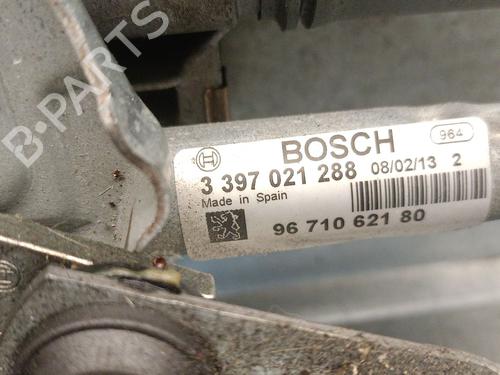 B-PARTS
BOSCH
964
3 397 021 288 08/02/13 2
Made in Spain
96 710 621 80